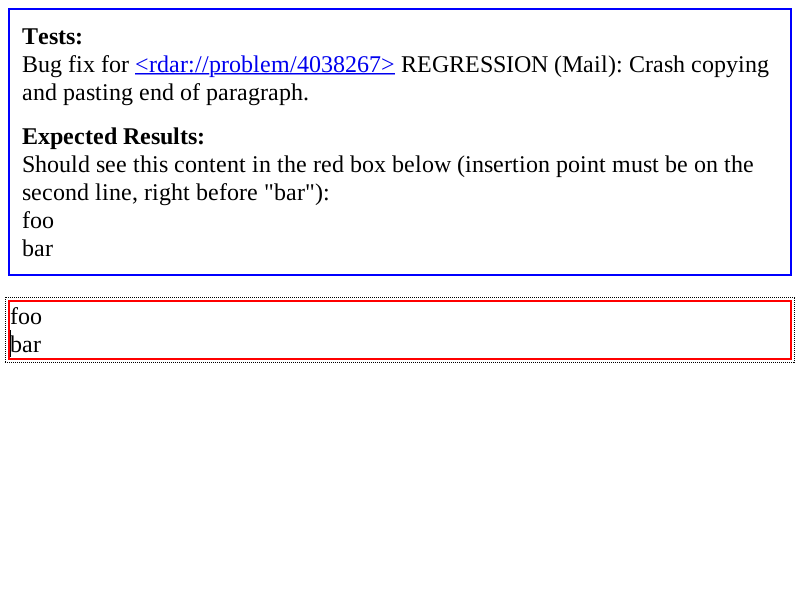 Tests:
Bug fix for <rdar://problem/4038267> REGRESSION (Mail): Crash copying
and pasting end of paragraph.
Expected Results:
Should see this content in the red box below (insertion point must be on the
second line, right before "bar"):
foo
bar
foo
bar